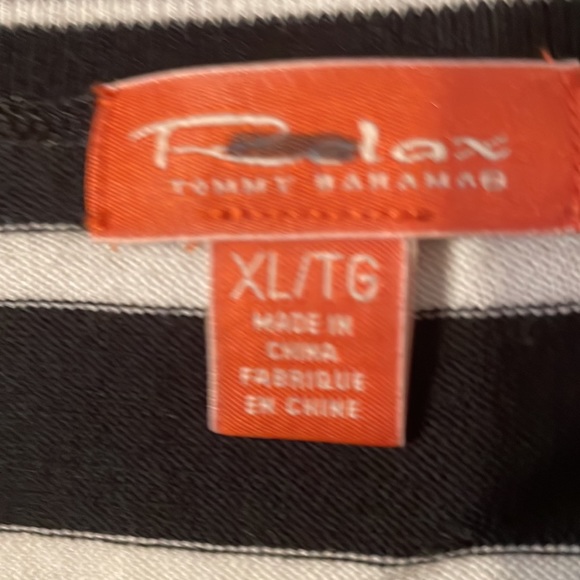 Relax
TOMMY BAHAMA®
XL/TG
MADE IN
CHINA
FABRIQUE
EN CHINE